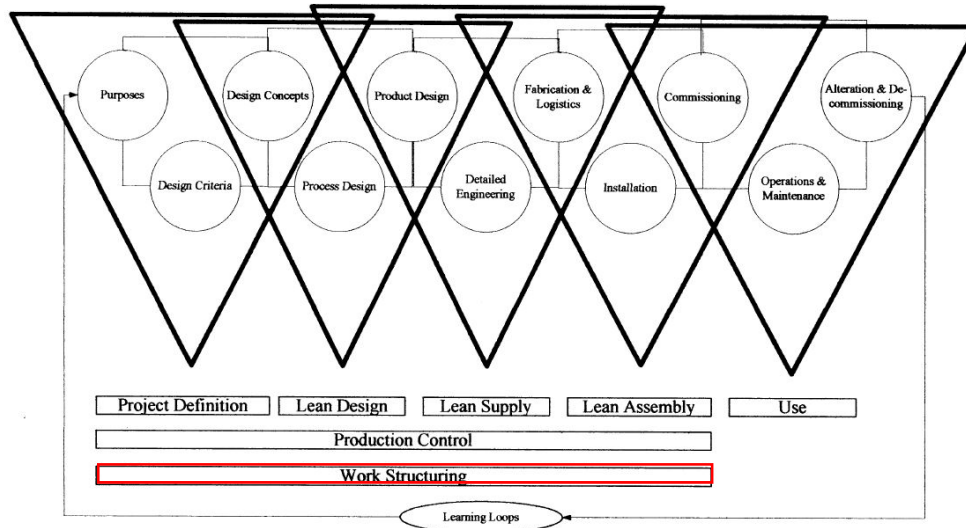 Purposes
Design Concepts
Product Design
Fabrication &
Logistics
Commissioning
Alteration & De-
commissioning
Design Criteria
Process Design
Detailed
Engineering
Installation
Operations &
Maintenance
Project Definition
Lean Design
Lean Supply
Lean Assembly
Use
Production Control
Work Structuring
Learning Loops